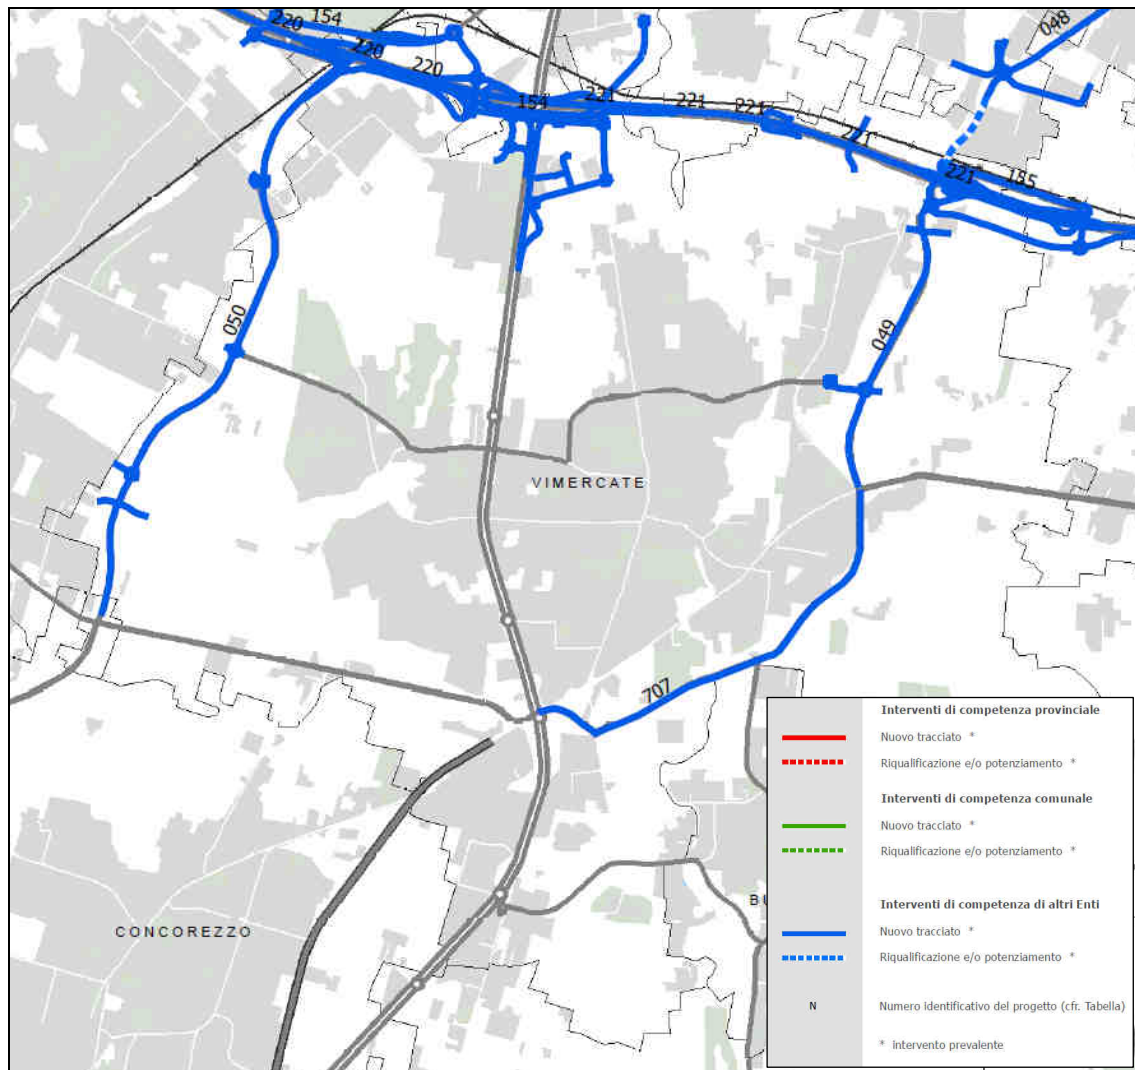 220
154
220
220
154
221
221
221
221
048
221
155
050
049
VIMERCATE
707
CONCOREZZO
BU
Interventi di competenza provinciale
Nuovo tracciato *
Riqualificazione e/o potenziamento *
Interventi di competenza comunale
Nuovo tracciato *
Riqualificazione e/o potenziamento *
Interventi di competenza di altri Enti
Nuovo tracciato *
Riqualificazione e/o potenziamento *
N Numero identificativo del progetto (cfr. Tabella)
* intervento prevalente